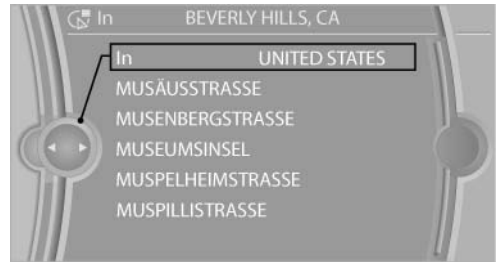 In BEVERLY HILLS, CA
In UNITED STATES
MUSÄUSSTRASSE
MUSENBERGSTRASSE
MUSEUMSINSEL
MUSPELHEIMSTRASSE
MUSPILLISTRASSE